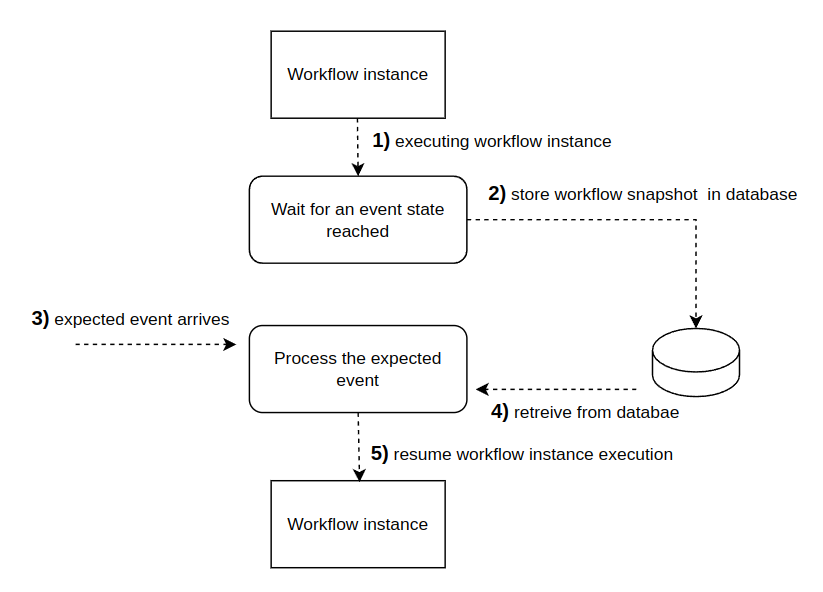 Workflow instance
1) executing workflow instance
2) store workflow snapshot  in database
Wait for an event state
reached
3) expected event arrives
Process the expected
event
4) retreive from databae
5) resume workflow instance execution
Workflow instance